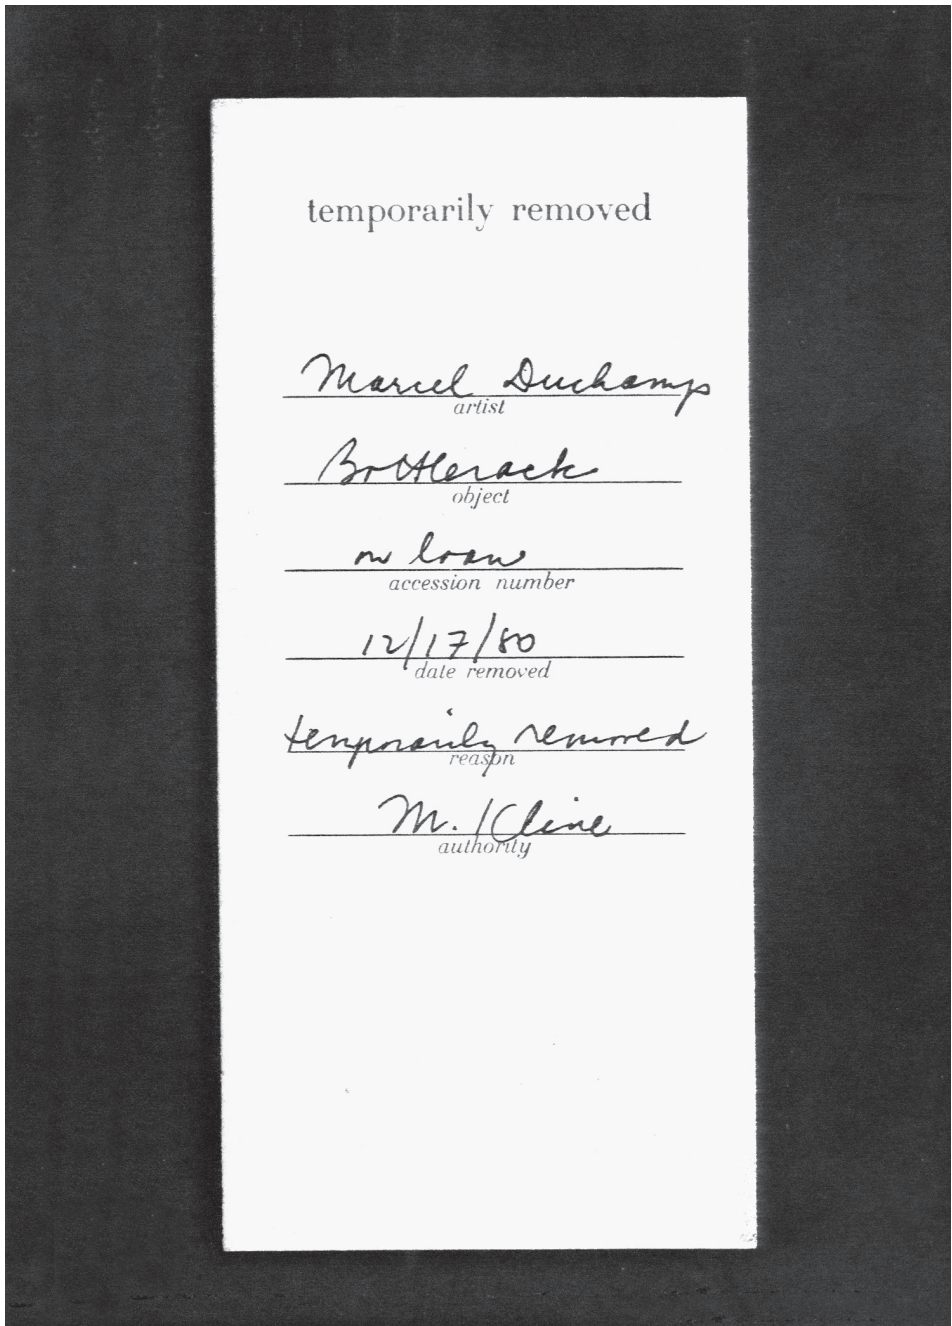 temporarily removed
Marcel Duchamp
artist
Bottlerack
object
on loan
accession number
12/17/80
date removed
temporarily removed
reason
M. Kline
authority